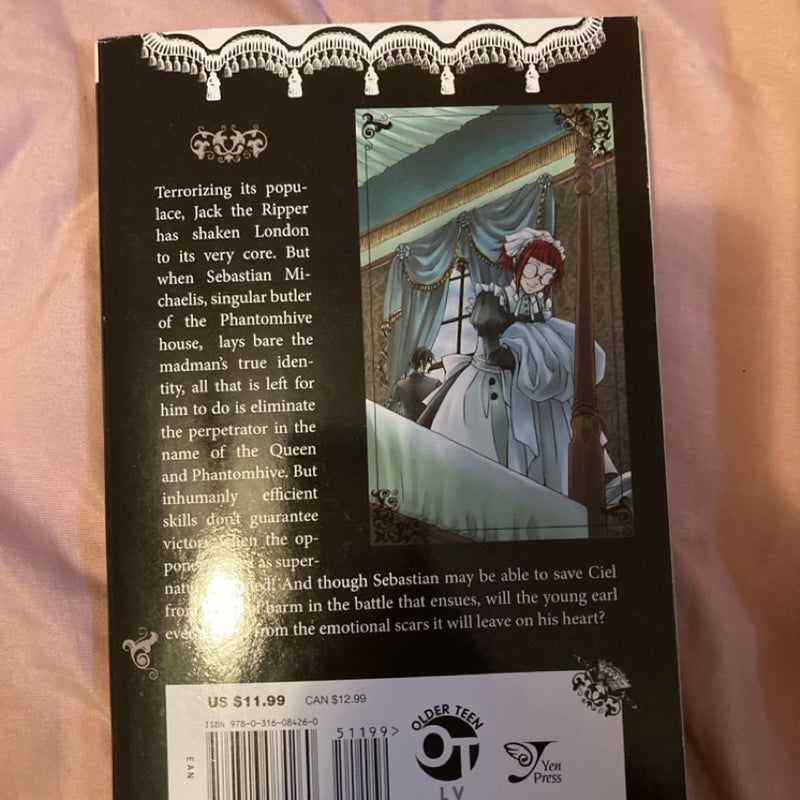 Terrorizing its popu-
lace, Jack the Ripper
has shaken London
to its very core. But
when Sebastian Mi-
chaelis, singular butler
of the Phantomhive
house, lays bare the
madman's true iden-
tity, all that is left for
him to do is eliminate
the perpetrator in the
name of the Queen
and Phantomhive. But
inhumanly efficient
skills don't guarantee
the op-
as super-
And though Sebastian may be able to save Ciel
harm in the battle that ensues, will the young earl
from the emotional scars it will leave on his heart?
US $11.99 CAN $12.99
ISBN 978-0-316-08426-0
51199>
EAN
OLDER TEEN
OT
LV
Yen
Press